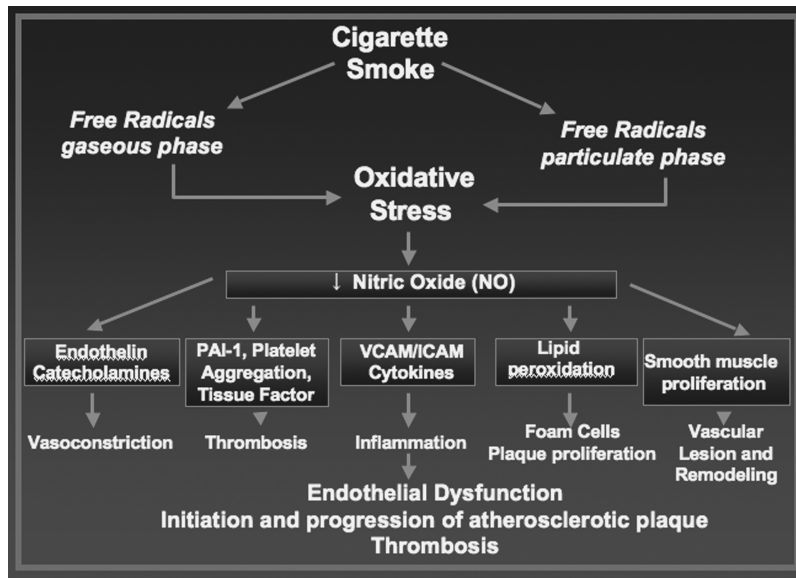 Cigarette
Smoke
Free Radicals
gaseous phase
Free Radicals
particulate phase
Oxidative
Stress
↓ Nitric Oxide (NO)
Endothelin
Catecholamines
PAI-1, Platelet
Aggregation,
Tissue Factor
VCAM/ICAM
Cytokines
Lipid
peroxidation
Smooth muscle
proliferation
Vasoconstriction
Thrombosis
Inflammation
Foam Cells
Plaque proliferation
Vascular
Lesion and
Remodeling
Endothelial Dysfunction
Initiation and progression of atherosclerotic plaque
Thrombosis